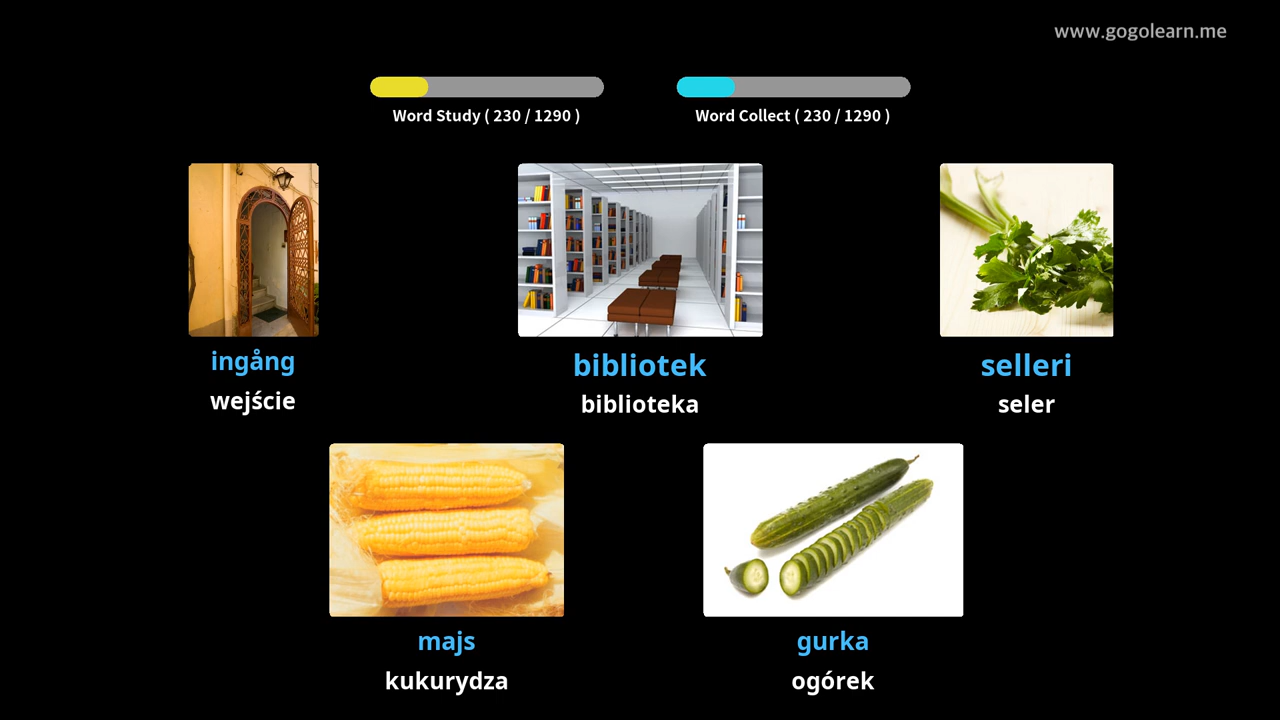 www.gogolearn.me
Word Study ( 230 / 1290 )
Word Collect ( 230 / 1290 )
ingång
wejście
bibliotek
biblioteka
selleri
seler
majs
kukurydza
gurka
ogórek